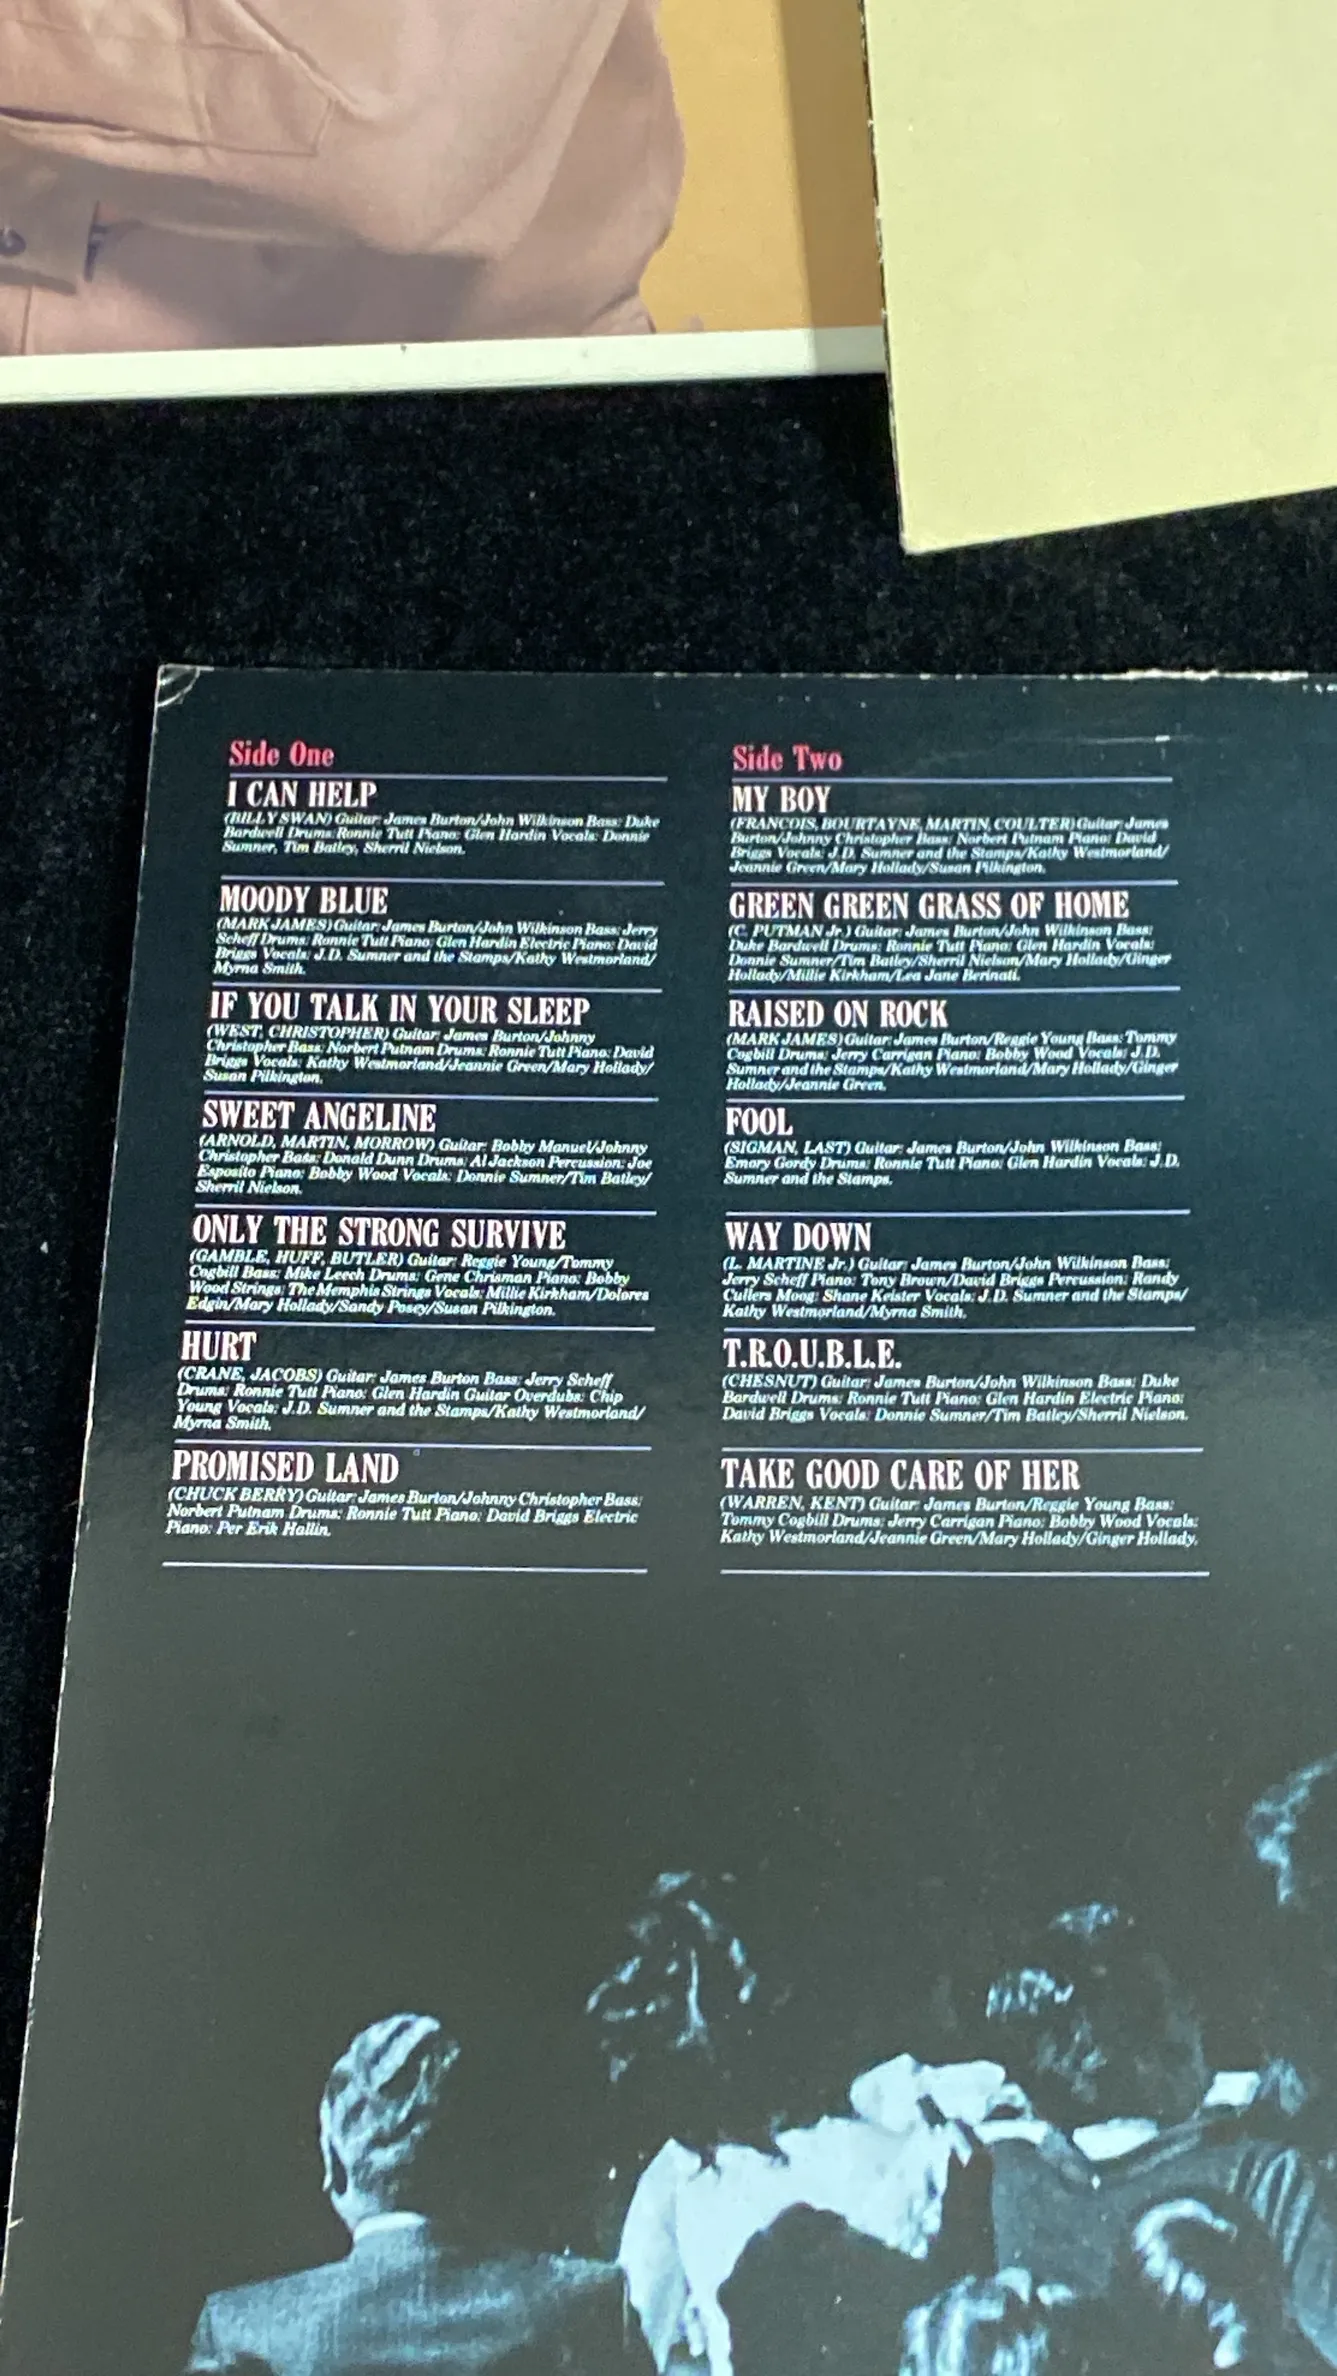 Side One
I CAN HELP
(BILLY SWAN) Guitar: James Burton/John Wilkinson Bass: Duke
Bardwell Drums: Ronnie Tutt Piano: Glen Hardin Vocals: Donnie
Sumner, Tim Batley, Sherril Nielson.
MOODY BLUE
(MARK JAMES) Guitar: James Burton/John Wilkinson Bass: Jerry
Scheff Drums: Ronnie Tutt Piano: Glen Hardin Electric Piano: David
Briggs Vocals: J.D. Sumner and the Stamps/Kathy Westmorland/
Myrna Smith.
IF YOU TALK IN YOUR SLEEP
(WEST, CHRISTOPHER) Guitar: James Burton/Johnny
Christopher Bass: Norbert Putnam Drums: Ronnie Tutt Piano: David
Briggs Vocals: Kathy Westmorland/Jeannie Green/Mary Hollady/
Susan Pilkington.
SWEET ANGELINE
(ARNOLD, MARTIN, MORROW) Guitar: Bobby Manuel/Johnny
Christopher Bass: Donald Dunn Drums: Al Jackson Percussion: Joe
Esposito Piano: Bobby Wood Vocals: Donnie Sumner/Tim Batley/
Sherril Nielson.
ONLY THE STRONG SURVIVE
(GAMBLE, HUFF, BUTLER) Guitar: Reggie Young/Tommy
Cogbill Bass: Mike Leech Drums: Gene Chrisman Piano: Bobby
Wood Strings: The Memphis Strings Vocals: Millie Kirkham/Dolores
Edgin/Mary Hollady/Sandy Posey/Susan Pilkington.
HURT
(CRANE, JACOBS) Guitar: James Burton Bass: Jerry Scheff
Drums: Ronnie Tutt Piano: Glen Hardin Guitar Overdubs: Chip
Young Vocals: J.D. Sumner and the Stamps/Kathy Westmorland/
Myrna Smith.
PROMISED LAND
(CHUCK BERRY) Guitar: James Burton/Johnny Christopher Bass:
Norbert Putnam Drums: Ronnie Tutt Piano: David Briggs Electric
Piano: Per Erik Hallin.
Side Two
MY BOY
(FRANCOIS, BOURTAYNE, MARTIN, COULTER) Guitar: James
Burton/Johnny Christopher Bass: Norbert Putnam Piano: David
Briggs Vocals: J.D. Sumner and the Stamps/Kathy Westmorland/
Jeannie Green/Mary Hollady/Susan Pilkington.
GREEN GREEN GRASS OF HOME
(C. PUTMAN Jr.) Guitar: James Burton/John Wilkinson Bass:
Duke Bardwell Drums: Ronnie Tutt Piano: Glen Hardin Vocals:
Donnie Sumner/Tim Batley/Sherril Nielson/Mary Hollady/Ginger
Hollady/Millie Kirkham/Lea Jane Berinati.
RAISED ON ROCK
(MARK JAMES) Guitar: James Burton/Reggie Young Bass: Tommy
Cogbill Drums: Jerry Carrigan Piano: Bobby Wood Vocals: J.D.
Sumner and the Stamps/Kathy Westmorland/Mary Hollady/Ginger
Hollady/Jeannie Green.
FOOL
(SIGMAN, LAST) Guitar: James Burton/John Wilkinson Bass:
Emory Gordy Drums: Ronnie Tutt Piano: Glen Hardin Vocals: J.D.
Sumner and the Stamps.
WAY DOWN
(L. MARTINE Jr.) Guitar: James Burton/John Wilkinson Bass:
Jerry Scheff Piano: Tony Brown/David Briggs Percussion: Randy
Cullers Moog: Shane Keister Vocals: J.D. Sumner and the Stamps/
Kathy Westmorland/Myrna Smith.
T.R.O.U.B.L.E.
(CHESNUT) Guitar: James Burton/John Wilkinson Bass: Duke
Bardwell Drums: Ronnie Tutt Piano: Glen Hardin Electric Piano:
David Briggs Vocals: Donnie Sumner/Tim Batley/Sherril Nielson.
TAKE GOOD CARE OF HER
(WARREN, KENT) Guitar: James Burton/Reggie Young Bass:
Tommy Cogbill Drums: Jerry Carrigan Piano: Bobby Wood Vocals:
Kathy Westmorland/Jeannie Green/Mary Hollady/Ginger Hollady.